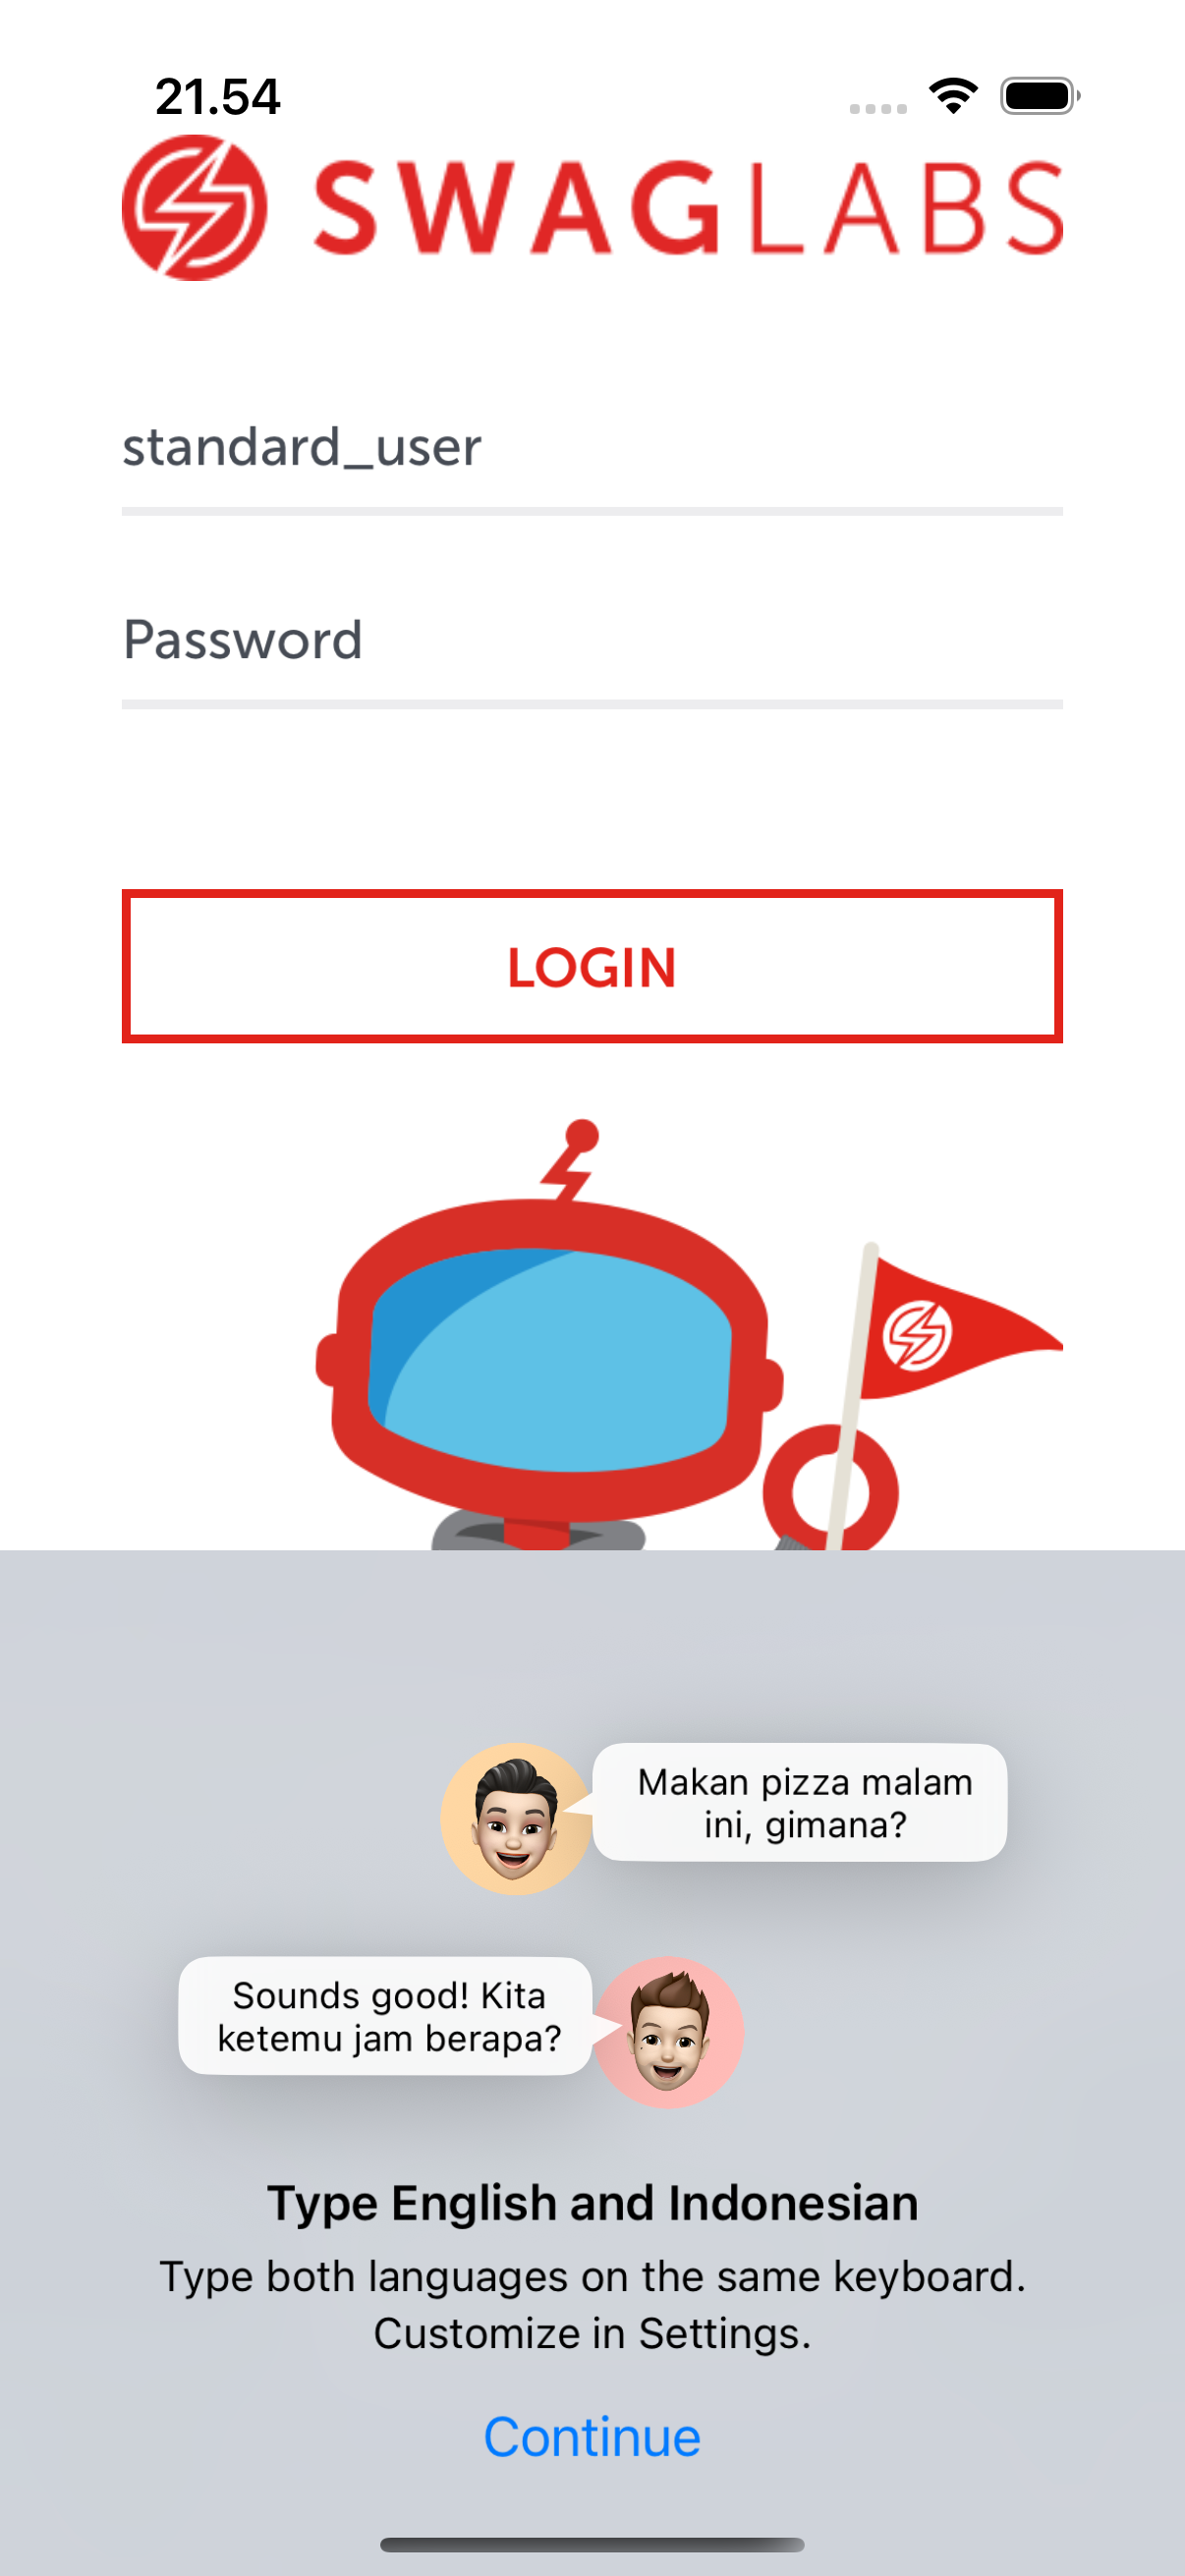 21.54
SWAGLABS
standard_user
Password
LOGIN
Makan pizza malam
ini, gimana?
Sounds good! Kita
ketemu jam berapa?
Type English and Indonesian
Type both languages on the same keyboard.
Customize in Settings.
Continue